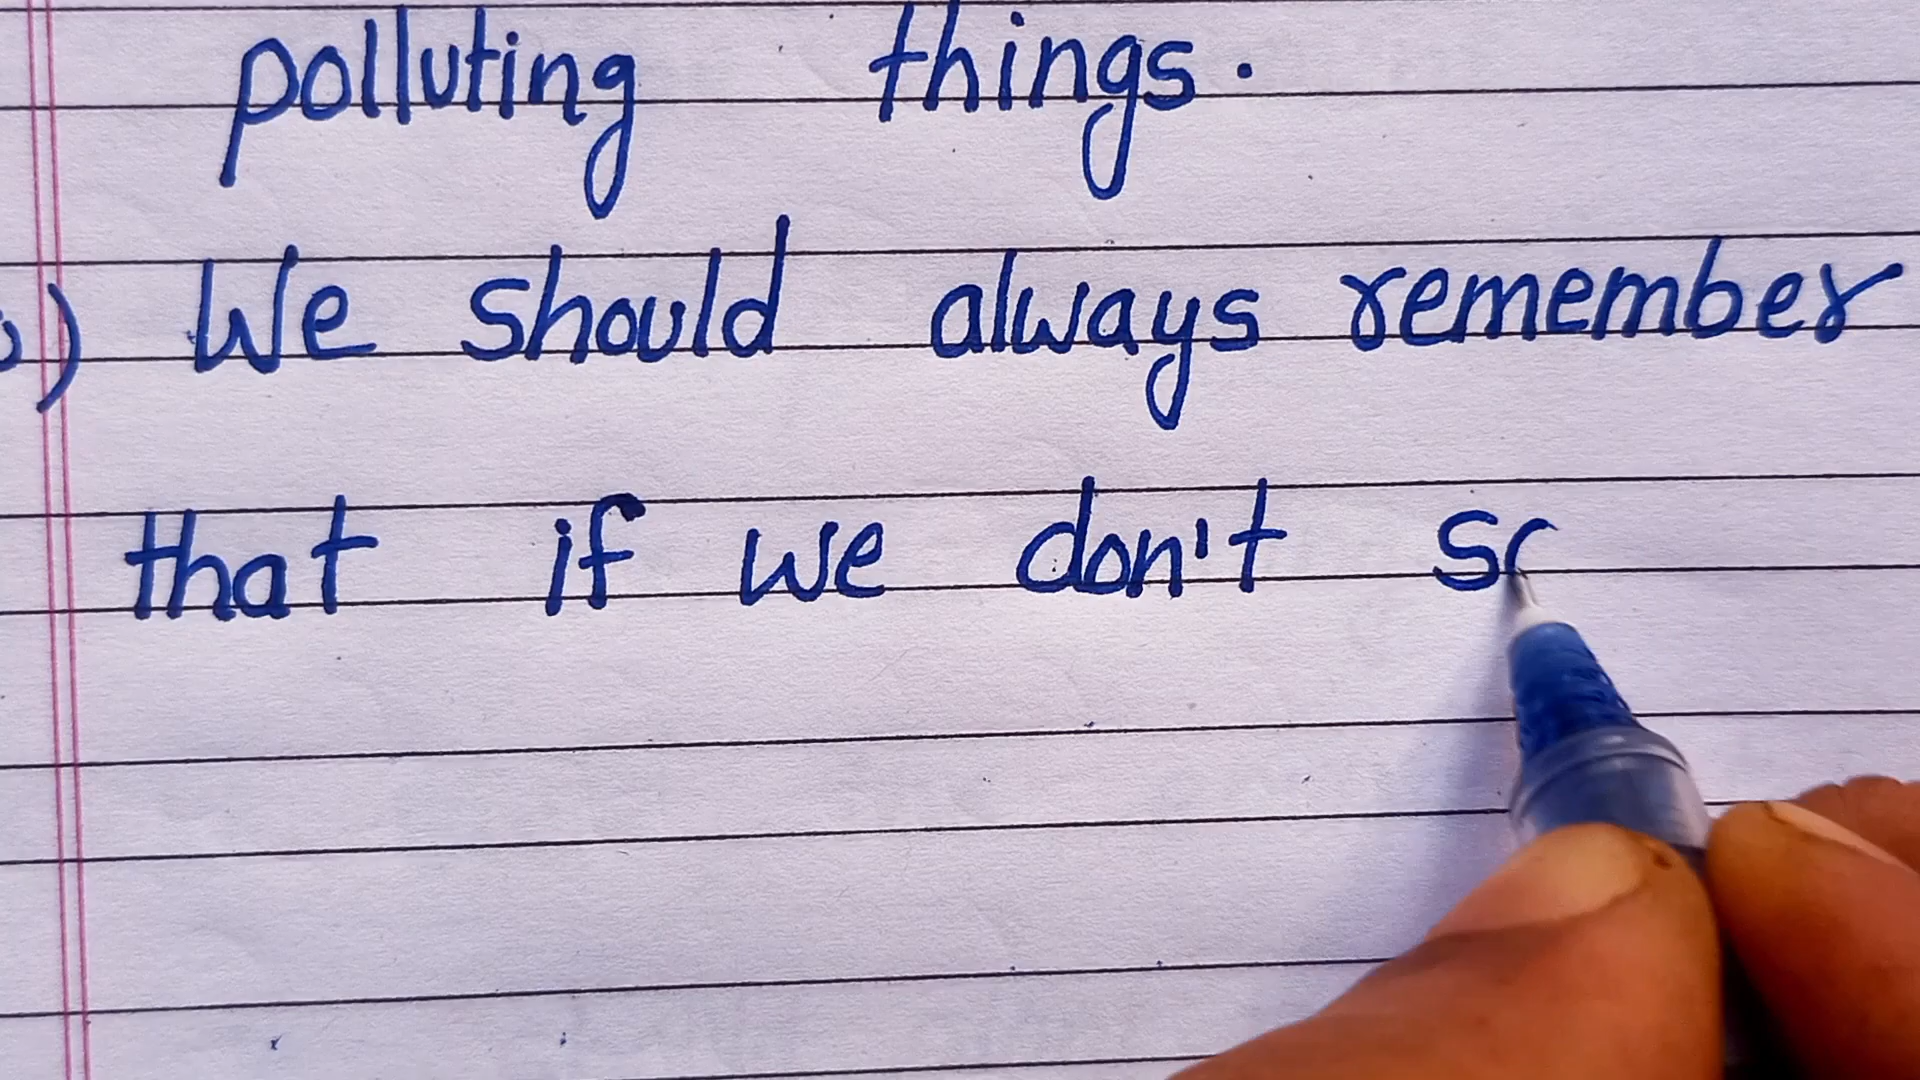 polluting things.
) We should always remember
that if we don't